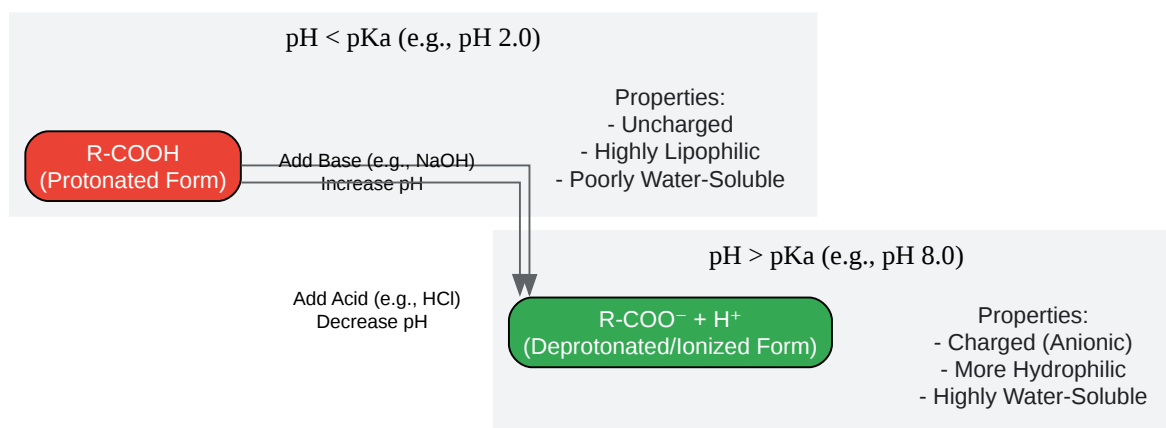 pH < pKa (e.g., pH 2.0)
Properties:
- Uncharged
- Highly Lipophilic
- Poorly Water-Soluble
R-COOH
(Protonated Form)
Add Base (e.g., NaOH)
Increase pH
pH > pKa (e.g., pH 8.0)
Add Acid (e.g., HCl)
Decrease pH
R-COO⁻ + H⁺
(Deprotonated/Ionized Form)
Properties:
- Charged (Anionic)
- More Hydrophilic
- Highly Water-Soluble